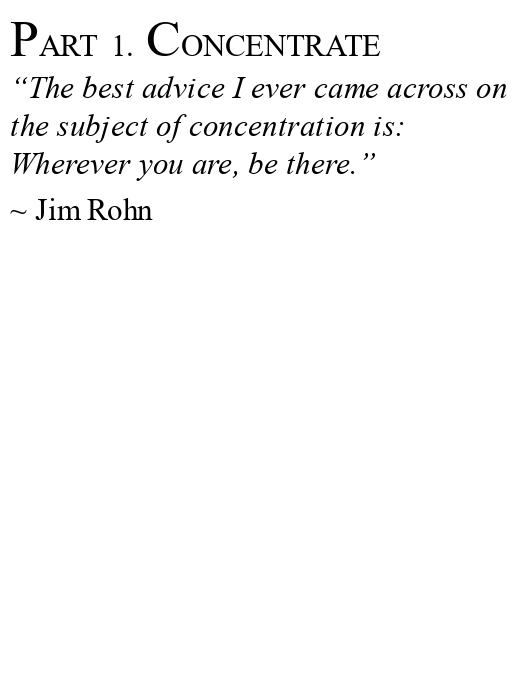 PART 1. CONCENTRATE
“The best advice I ever came across on
the subject of concentration is:
Wherever you are, be there.”
~ Jim Rohn